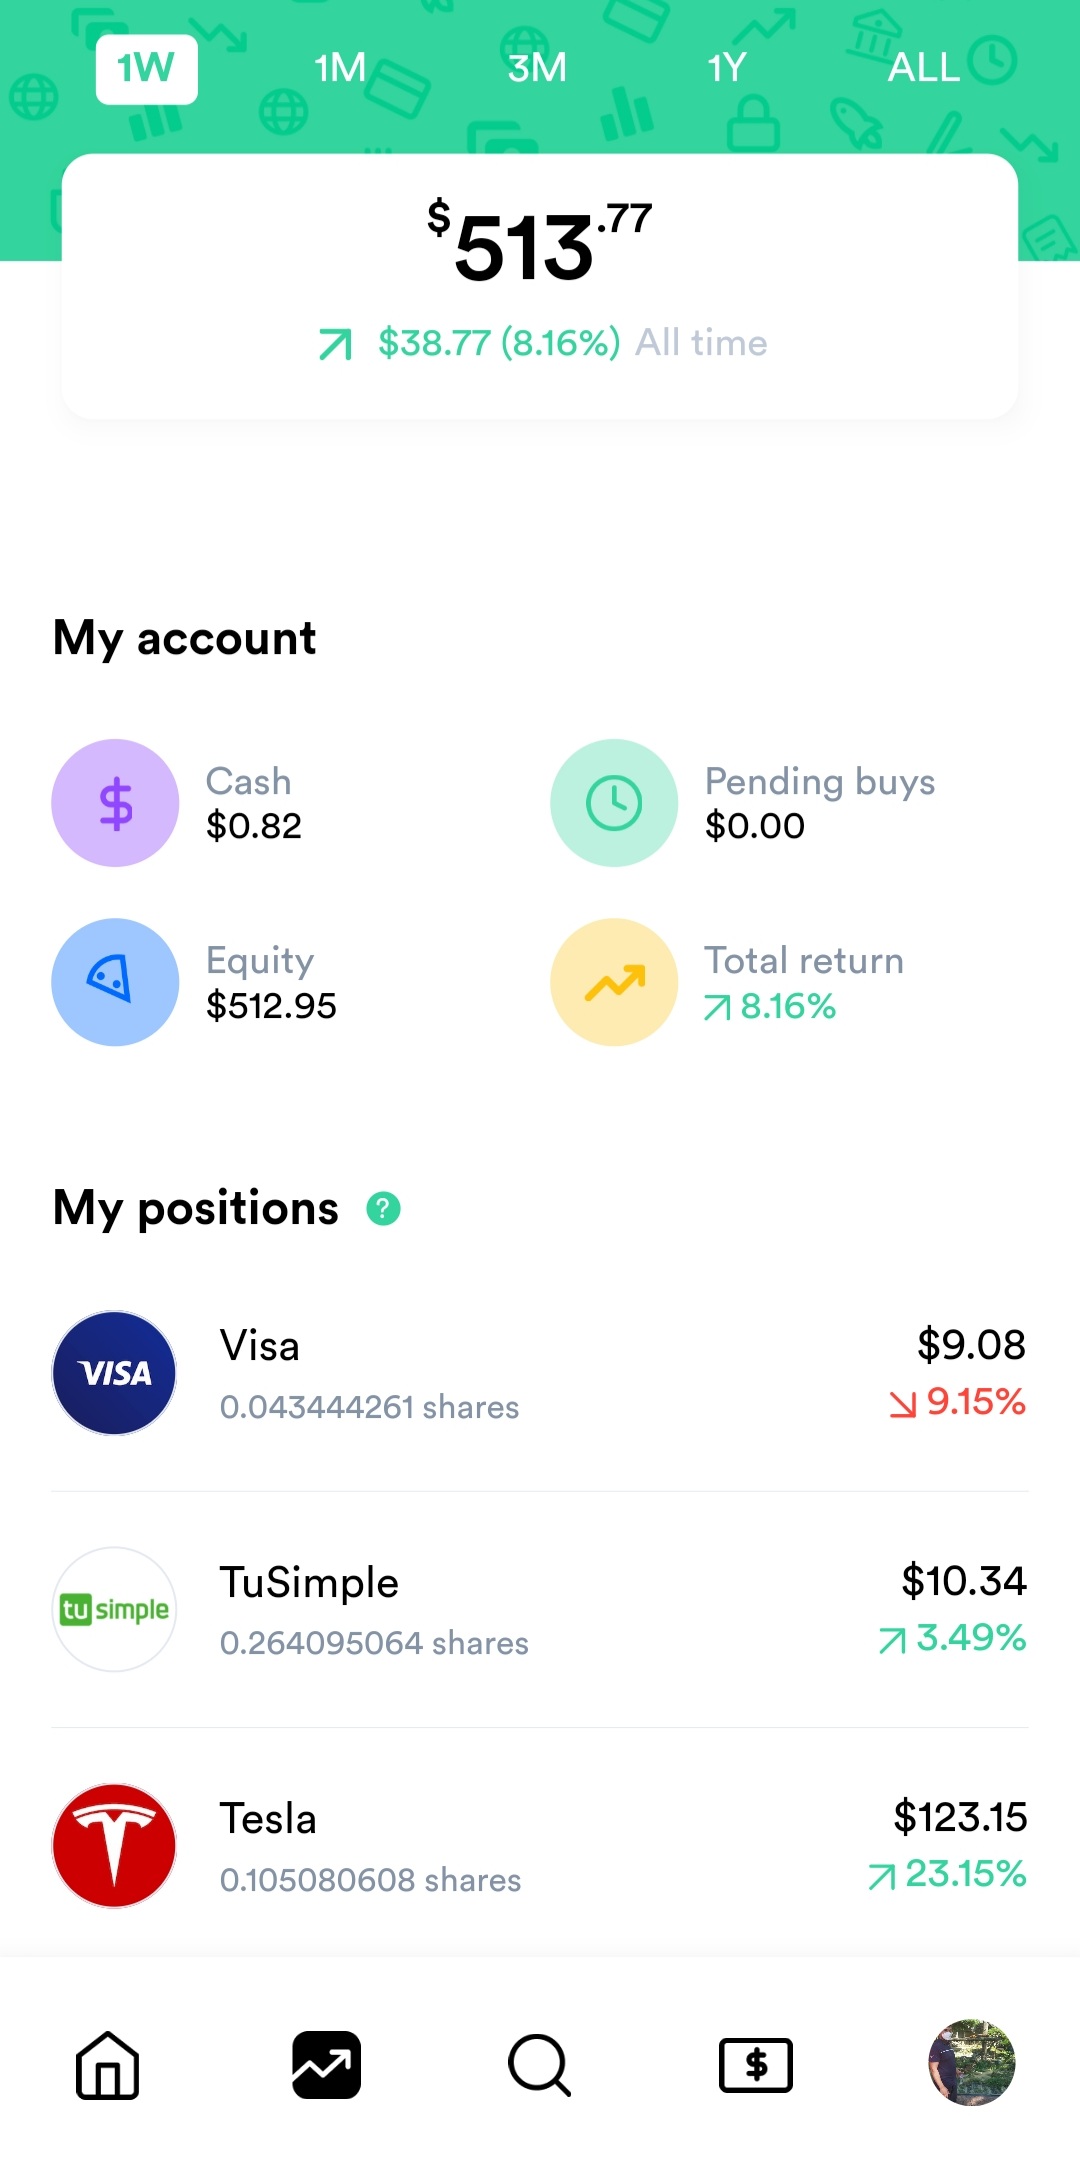 1W 1M 3M 1Y ALL
$513.77
$38.77 (8.16%) All time
My account
Cash
$0.82
Pending buys
$0.00
Equity
$512.95
Total return
8.16%
My positions ?
VISA
Visa
$9.08
0.043444261 shares
9.15%
tu simple
TuSimple
$10.34
0.264095064 shares
3.49%
Tesla
$123.15
0.105080608 shares
23.15%